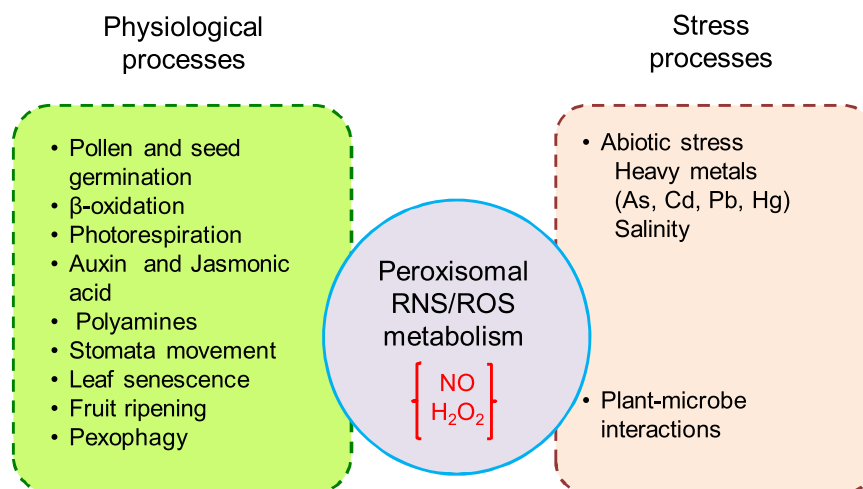 Physiological
processes
Stress
processes
• Pollen and seed
germination
• β-oxidation
• Photorespiration
• Auxin and Jasmonic
acid
• Polyamines
• Stomata movement
• Leaf senescence
• Fruit ripening
• Pexophagy
Peroxisomal
RNS/ROS
metabolism
NO
H₂O₂
• Abiotic stress
Heavy metals
(As, Cd, Pb, Hg)
Salinity
• Plant-microbe
interactions